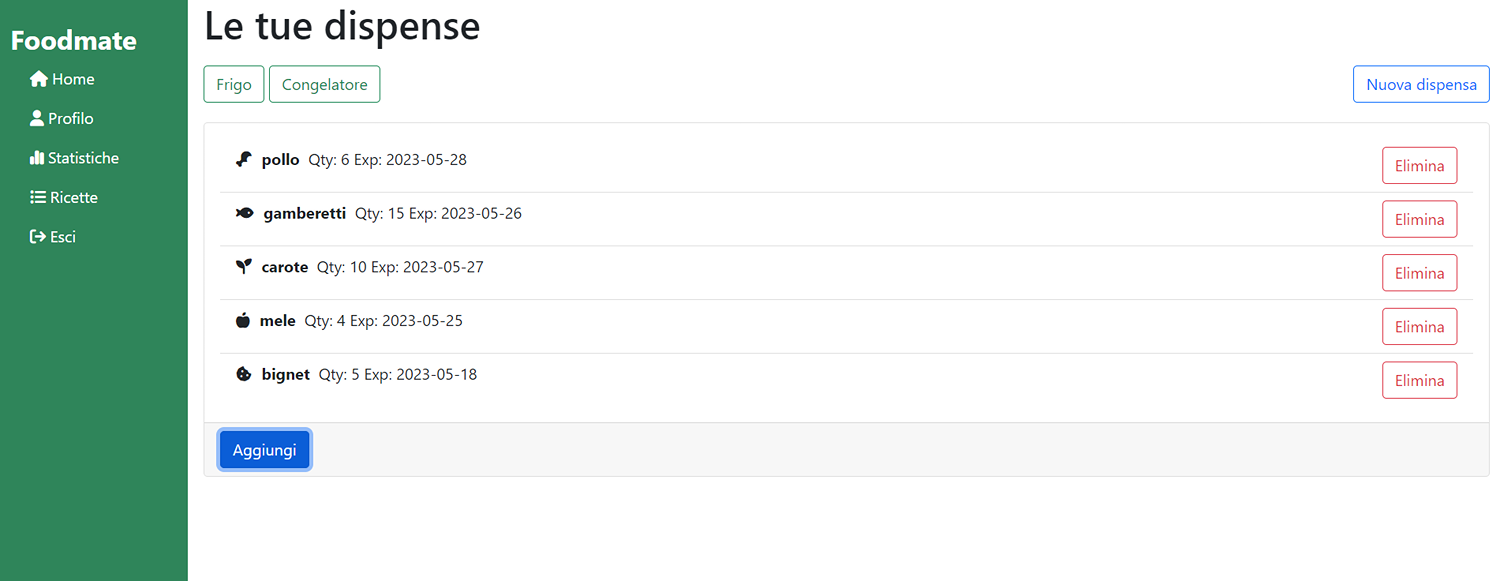 Foodmate
Home
Profilo
Statistiche
Ricette
Esci
Le tue dispense
Frigo Congelatore Nuova dispensa
pollo Qty: 6 Exp: 2023-05-28 Elimina
gamberetti Qty: 15 Exp: 2023-05-26 Elimina
carote Qty: 10 Exp: 2023-05-27 Elimina
mele Qty: 4 Exp: 2023-05-25 Elimina
bignet Qty: 5 Exp: 2023-05-18 Elimina
Aggiungi